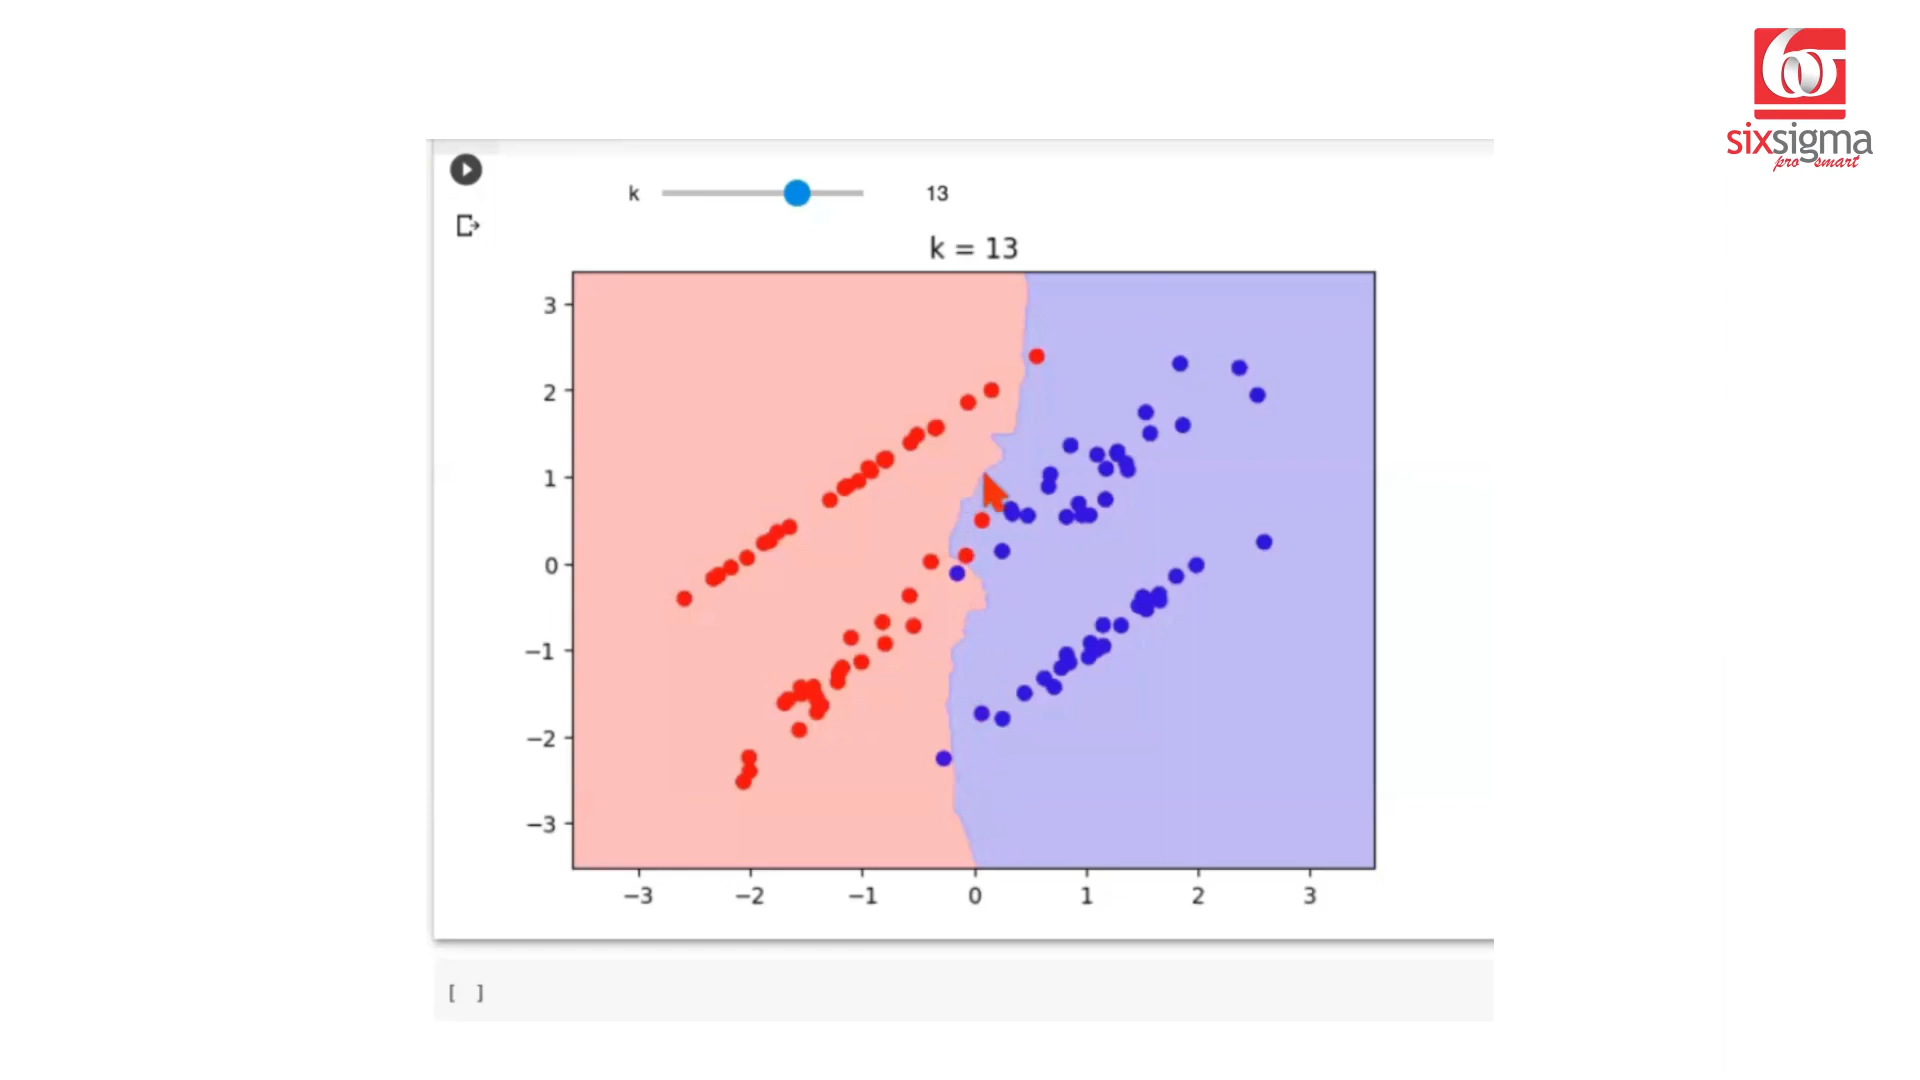 sixsigma
pro smart
k 13
k = 13
3
2
1
0
−1
−2
−3
−3 −2 −1 0 1 2 3
[ ]